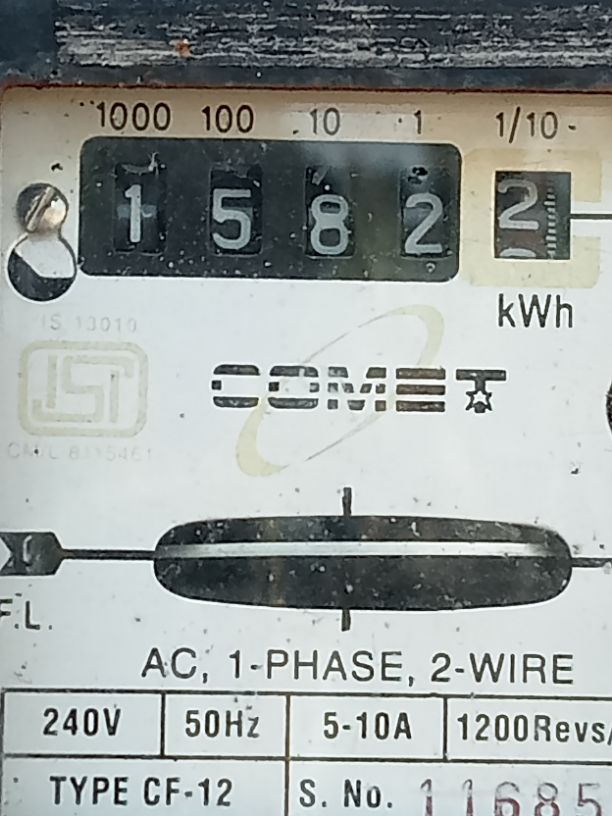 1000 100 10 1 1/10
1 5 8 2 2
kWh
IS 13010
ISI
COMET
F.L.
AC, 1-PHASE, 2-WIRE
240V 50Hz 5-10A 1200Revs/
TYPE CF-12 S. No. 11685